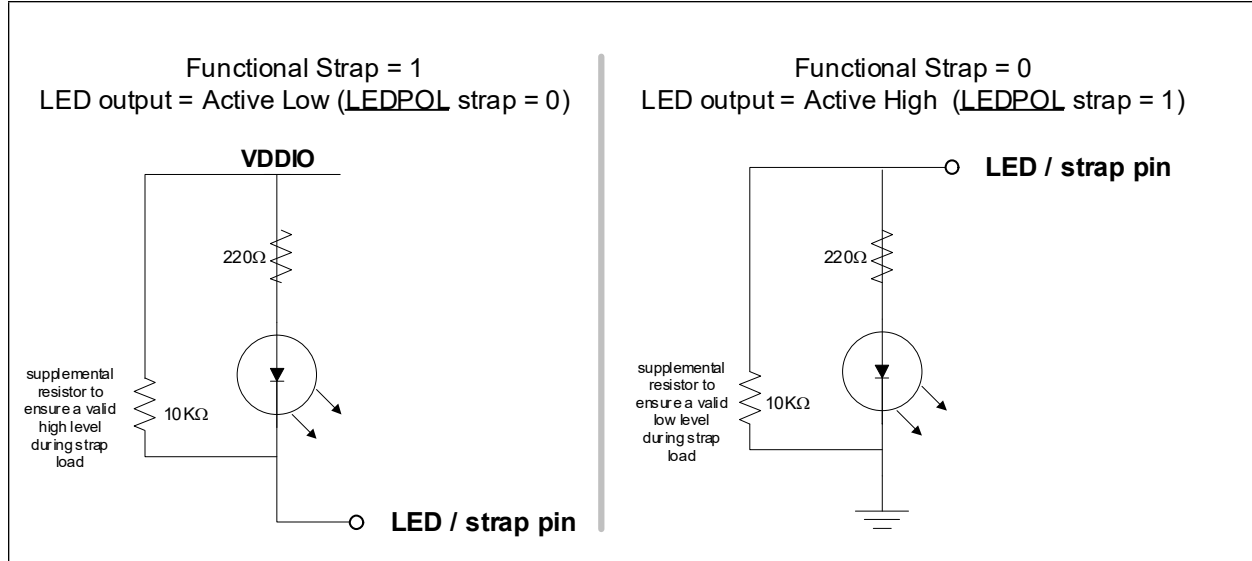 Functional Strap = 1
LED output = Active Low (LEDPOL strap = 0)
VDDIO
220Ω
supplemental
resistor to
ensure a valid
high level
during strap
load
10KΩ
LED / strap pin
Functional Strap = 0
LED output = Active High (LEDPOL strap = 1)
LED / strap pin
220Ω
supplemental
resistor to
ensure a valid
low level
during strap
load
10KΩ